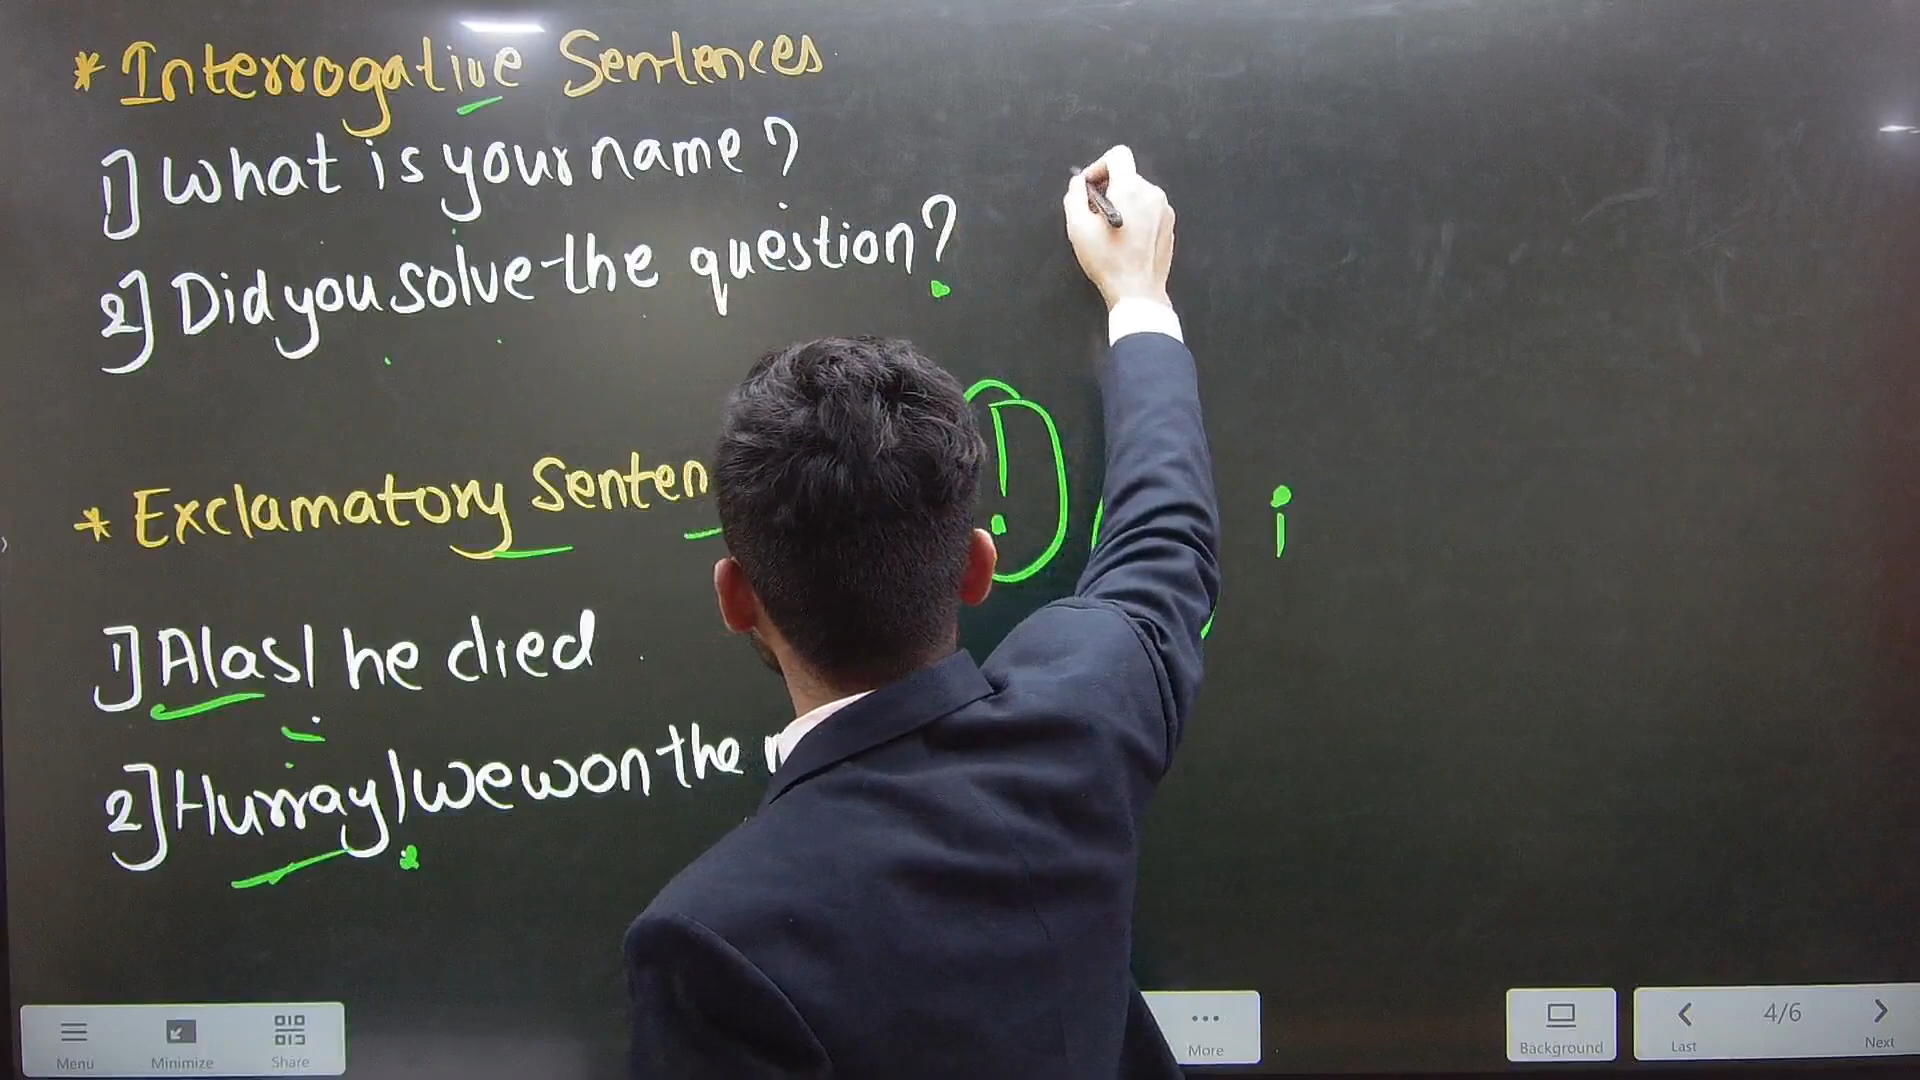 * Interrogative Sentences
1] What is your name?
2] Did you solve the question?
* Exclamatory Senten
!
i
1] Alas! he died
2] Hurray! we won the
Menu
Minimize
Share
More
Background
Last
4/6
Next